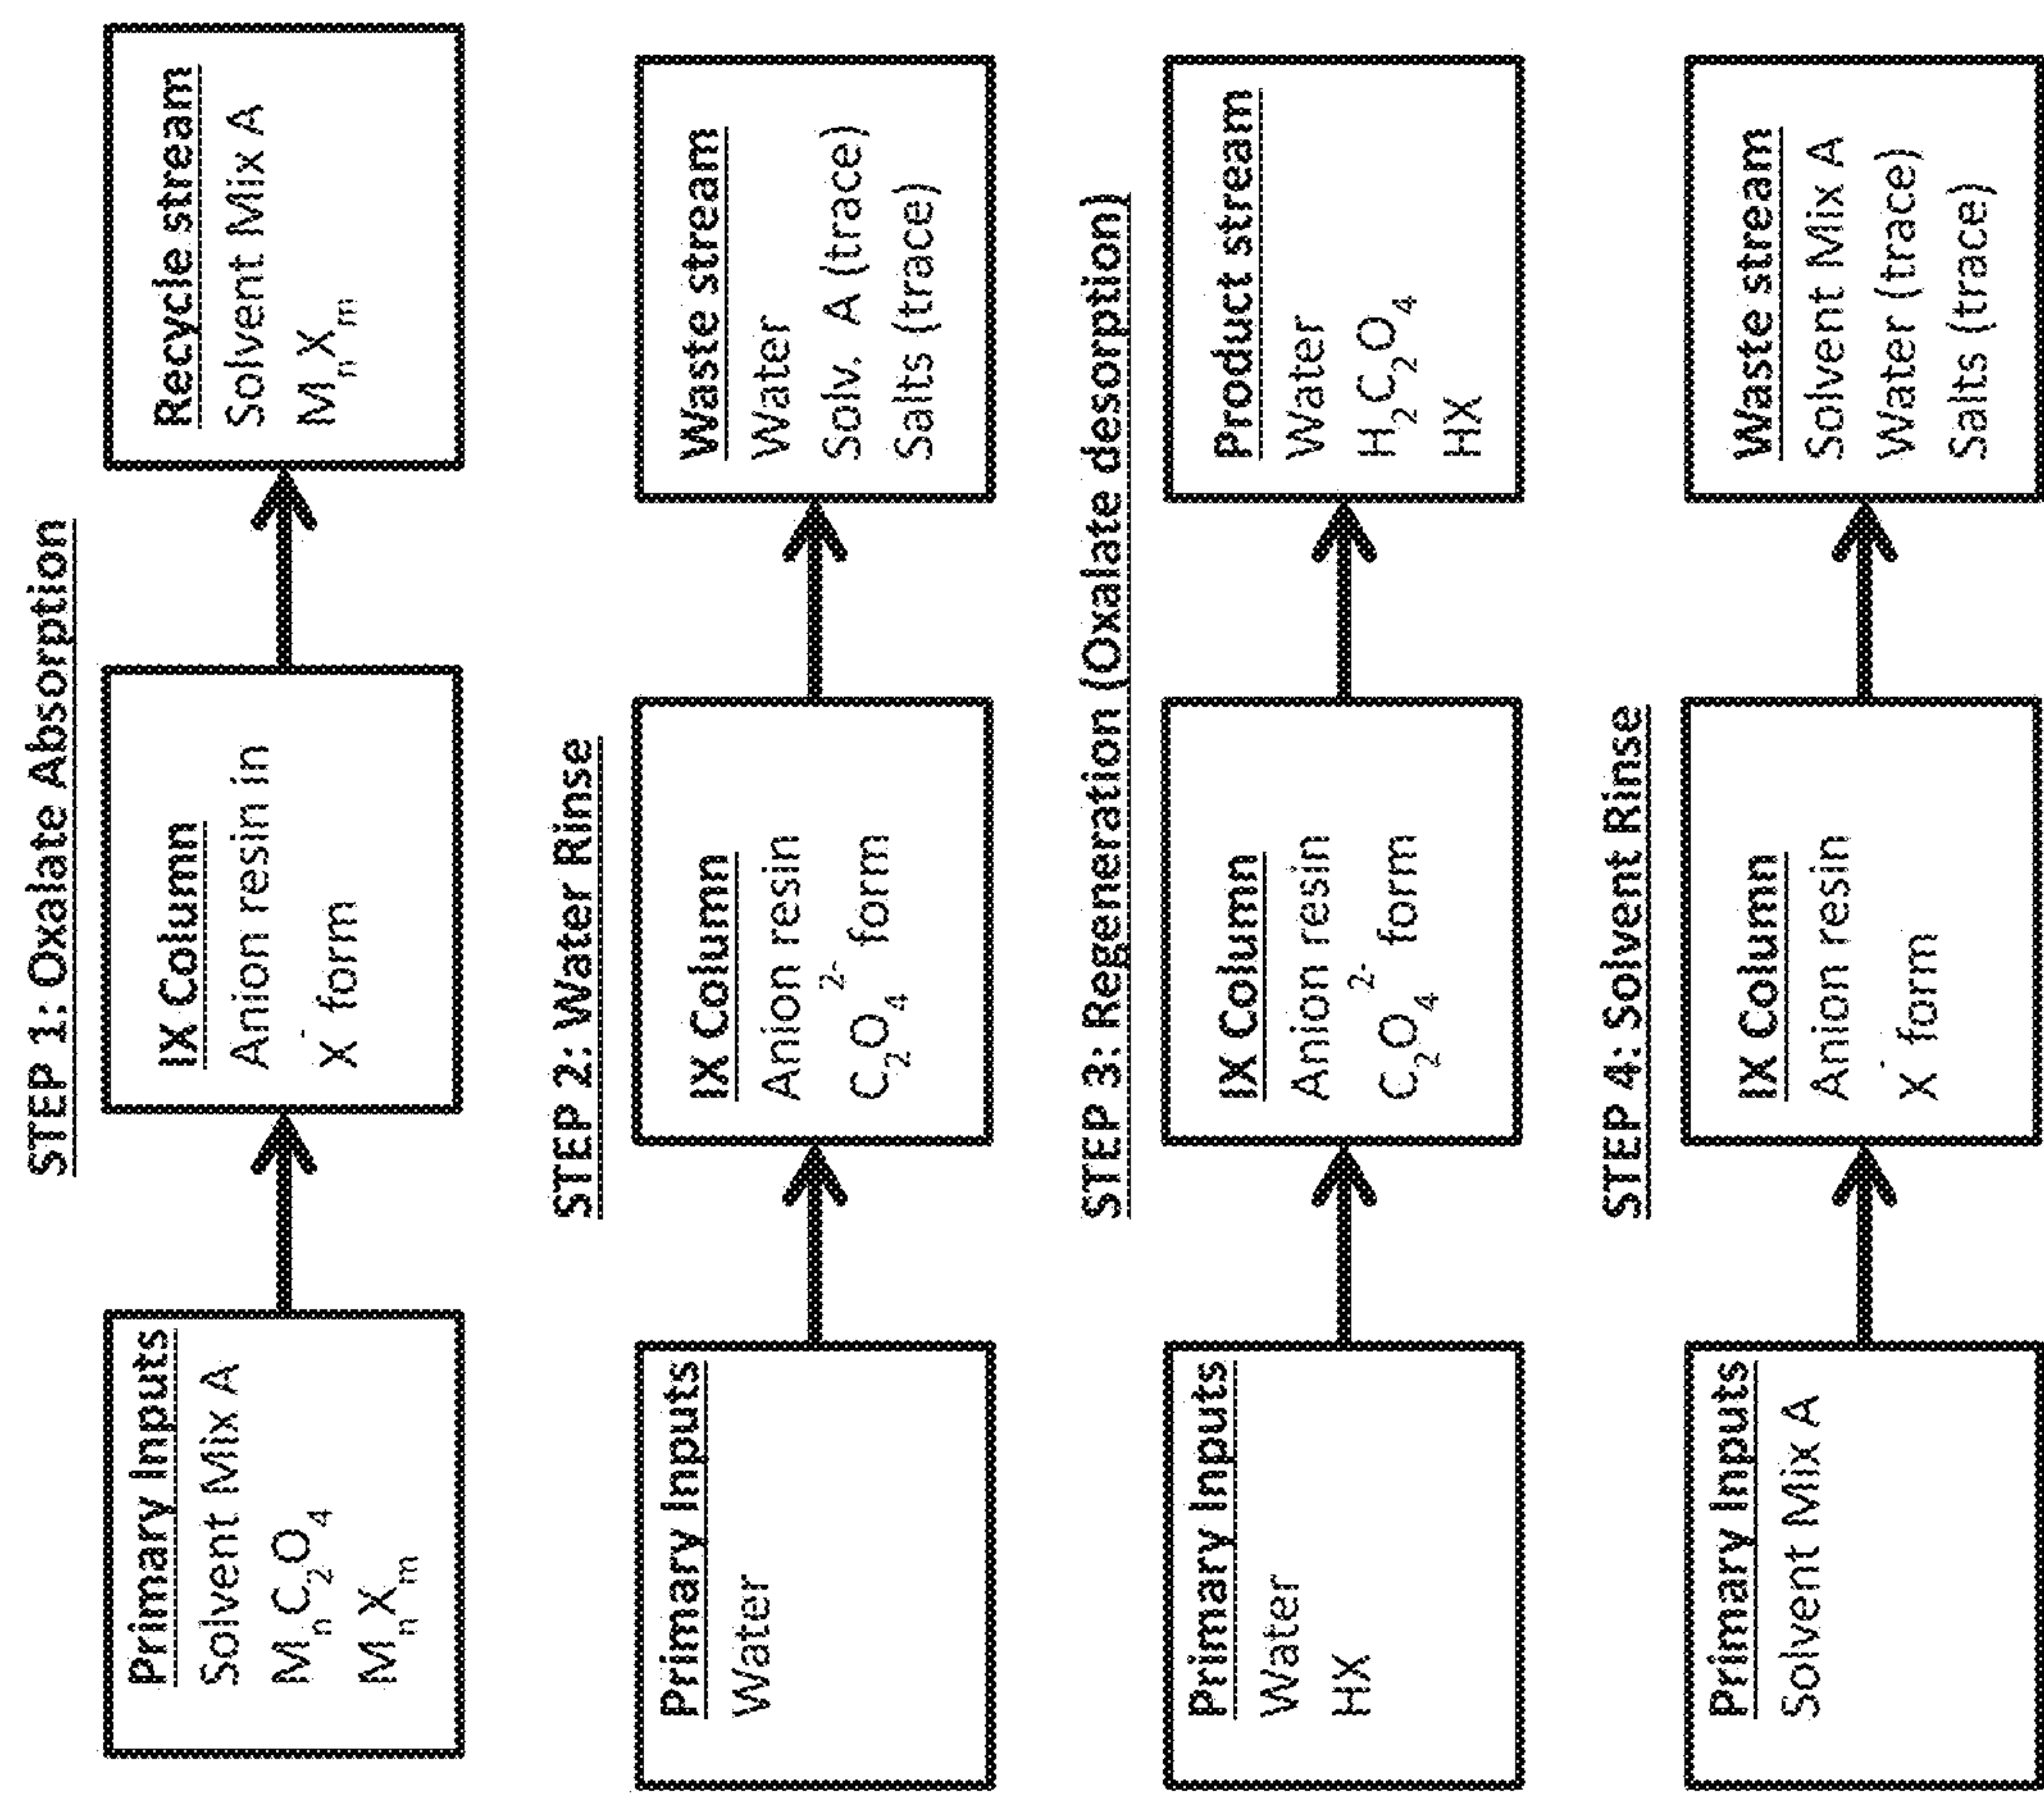 STEP 1: Oxalate Absorption
Primary Inputs
Solvent Mix A
MₙC₂O₄
MₙXₘ
IX Column
Anion resin in
X⁻ form
Recycle stream
Solvent Mix A
MₙXₘ
STEP 2: Water Rinse
Primary Inputs
Water
IX Column
Anion resin
C₂O₄²⁻ form
Waste stream
Water
Solv. A (trace)
Salts (trace)
STEP 3: Regeneration (Oxalate desorption)
Primary Inputs
Water
HX
IX Column
Anion resin
C₂O₄²⁻ form
Product stream
Water
H₂C₂O₄
HX
STEP 4: Solvent Rinse
Primary Inputs
Solvent Mix A
IX Column
Anion resin
X⁻ form
Waste stream
Solvent Mix A
Water (trace)
Salts (trace)